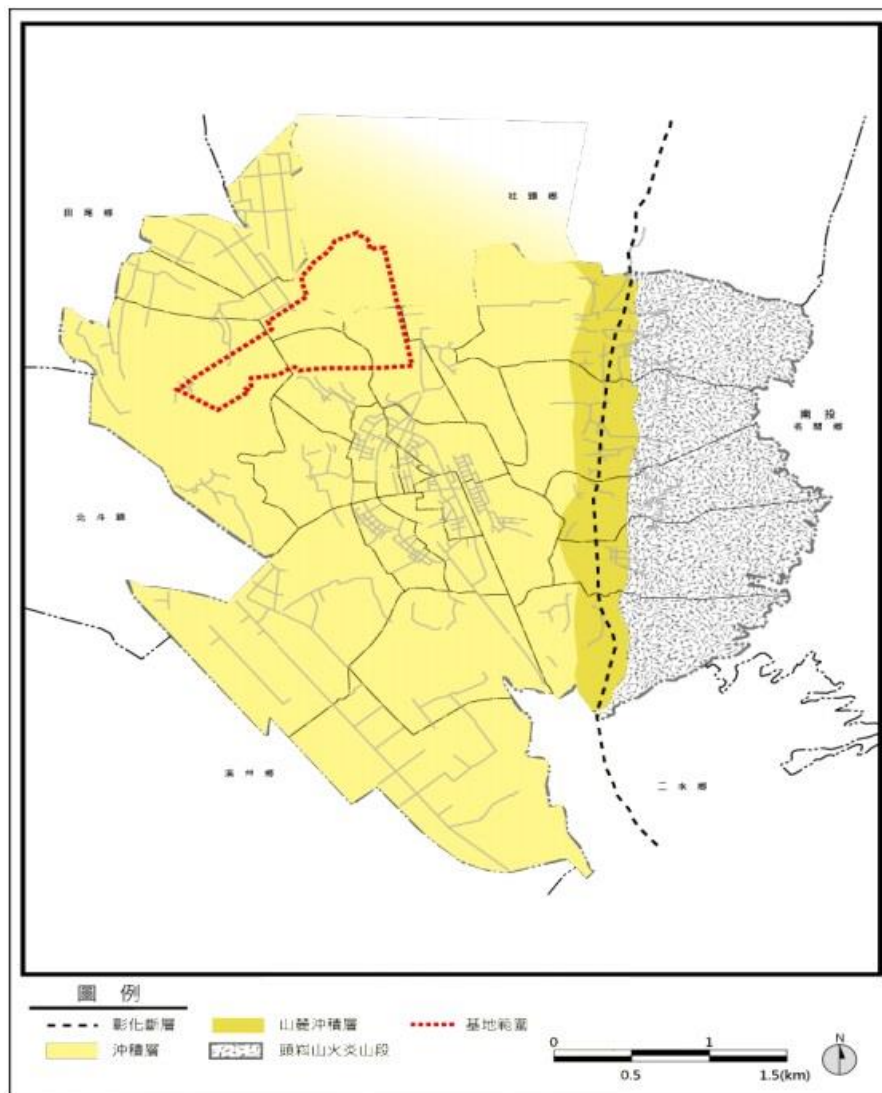 社頭鄉
田尾鄉
南投
名間鄉
北斗鎮
溪州鄉
二水鄉
圖例
彰化斷層
山麓沖積層
基地範圍
沖積層
頭嵙山火炎山段
0
1
0.5
1.5(km)
N